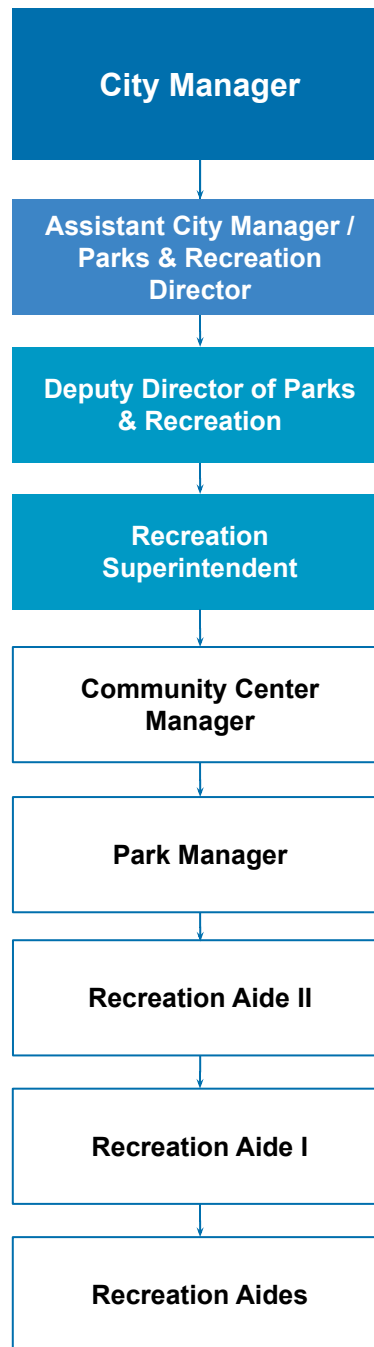 City Manager
Assistant City Manager /
Parks & Recreation
Director
Deputy Director of Parks
& Recreation
Recreation
Superintendent
Community Center
Manager
Park Manager
Recreation Aide II
Recreation Aide I
Recreation Aides